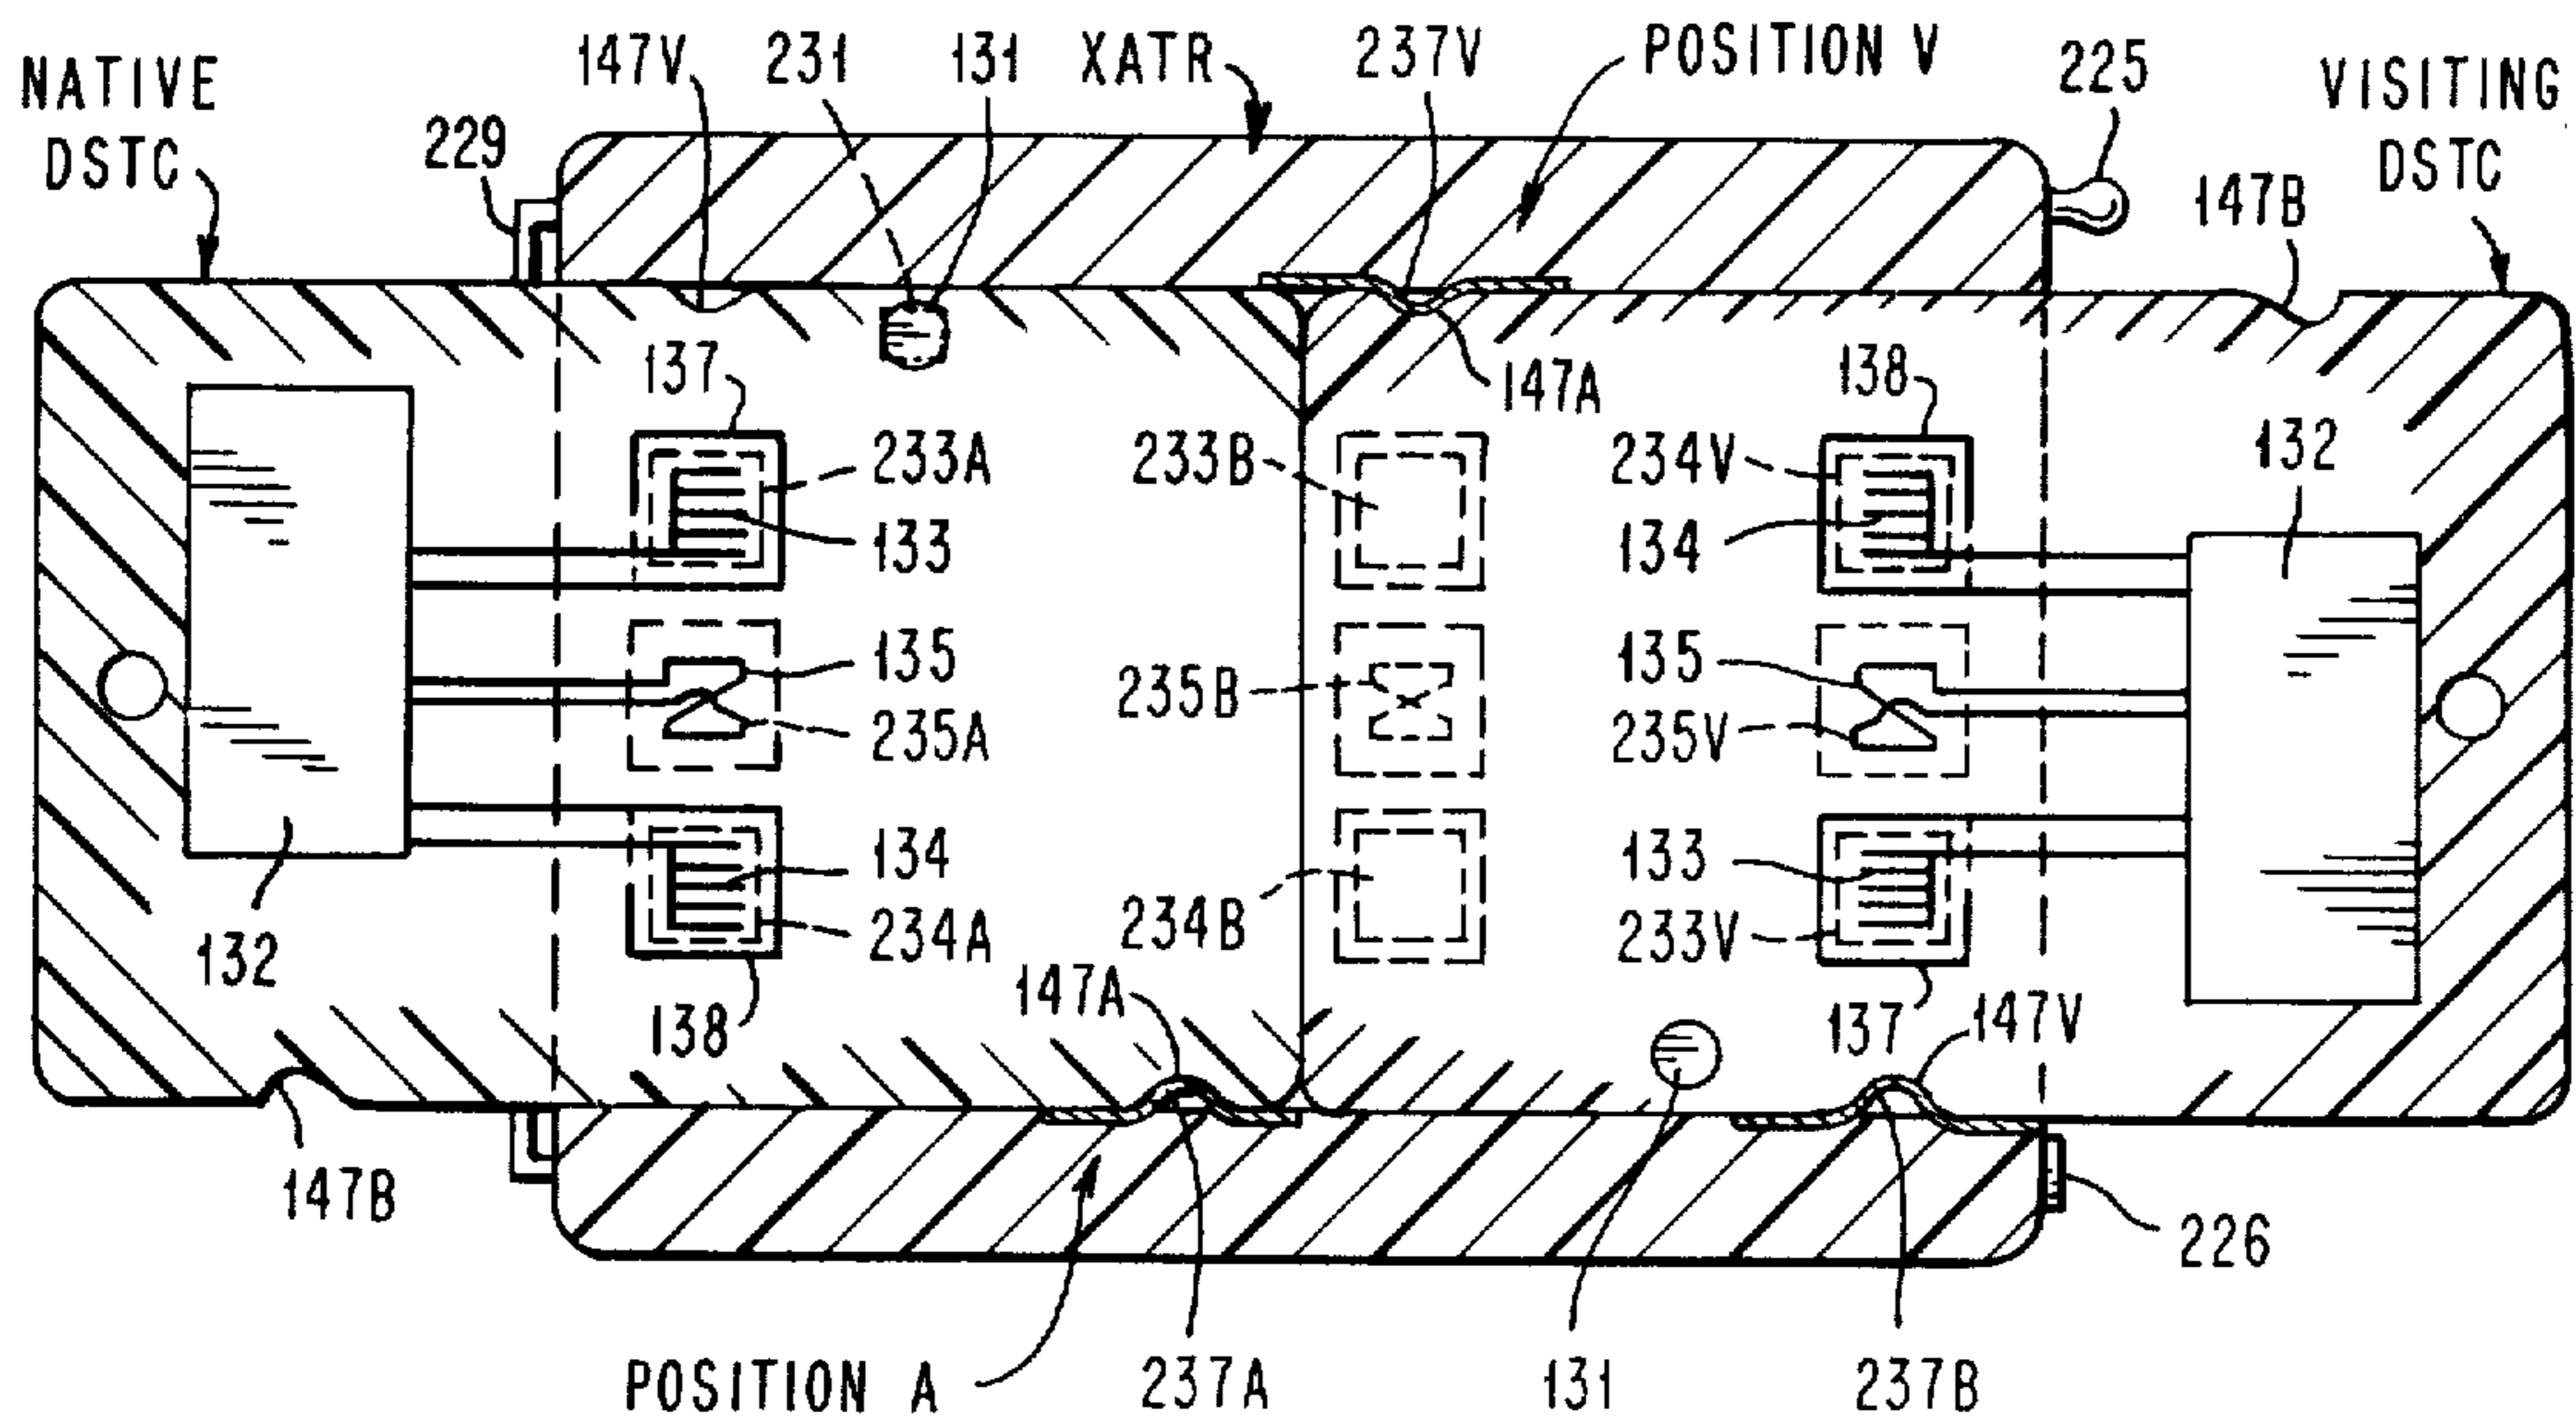 NATIVE
DSTC
147V
231
131
XATR
237V
POSITION V
225
VISITING
DSTC
229
147B
137
147A
138
233A
233B
234V
132
133
134
135
235B
135
235A
235V
134
133
234A
234B
233V
132
138
147A
137
147V
147B
226
POSITION A
237A
131
237B